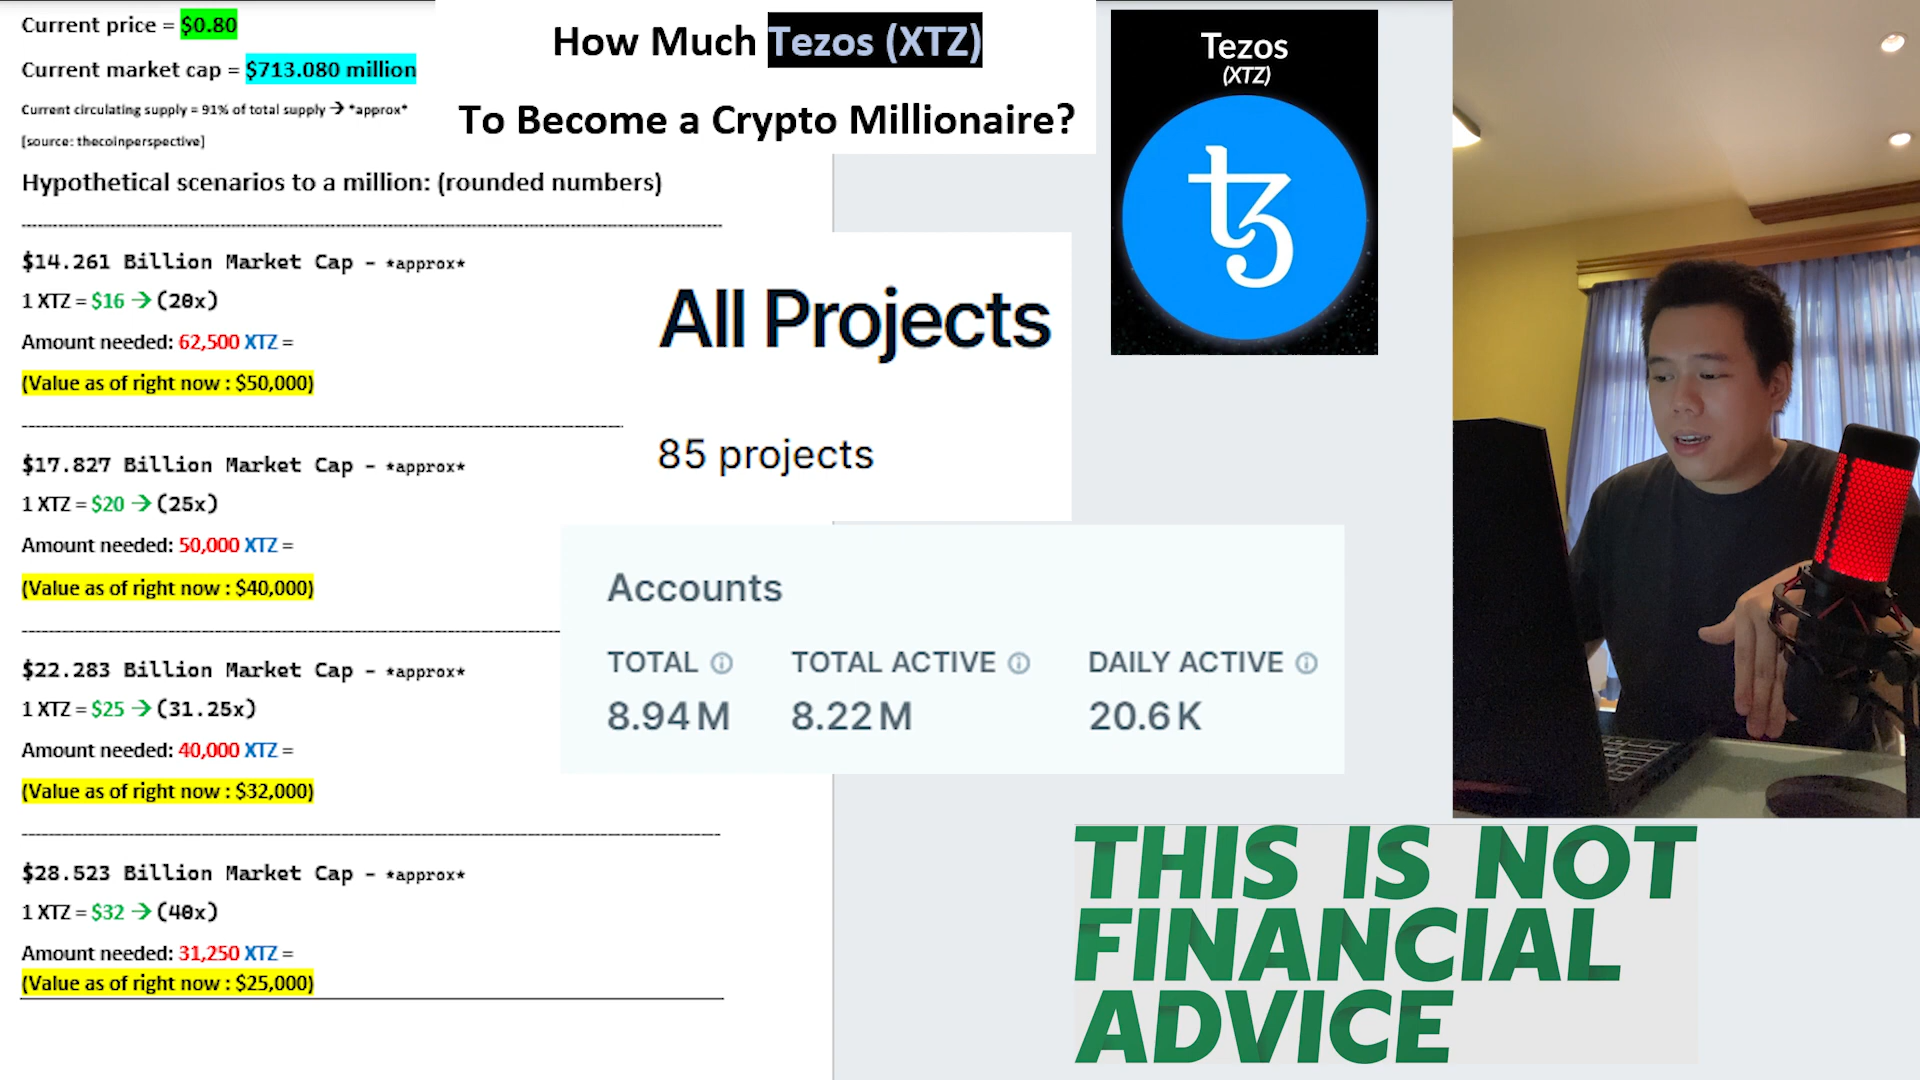 Current price = $0.80
Current market cap = $713.080 million
Current circulating supply = 91% of total supply → *approx*
[source: thecoinperspective]
How Much Tezos (XTZ)
To Become a Crypto Millionaire?
Tezos
(XTZ)
Hypothetical scenarios to a million: (rounded numbers)
$14.261 Billion Market Cap – *approx*
1 XTZ = $16 → (20x)
Amount needed: 62,500 XTZ =
(Value as of right now : $50,000)
$17.827 Billion Market Cap – *approx*
1 XTZ = $20 → (25x)
Amount needed: 50,000 XTZ =
(Value as of right now : $40,000)
$22.283 Billion Market Cap – *approx*
1 XTZ = $25 → (31.25x)
Amount needed: 40,000 XTZ =
(Value as of right now : $32,000)
$28.523 Billion Market Cap – *approx*
1 XTZ = $32 → (40x)
Amount needed: 31,250 XTZ =
(Value as of right now : $25,000)
All Projects
85 projects
Accounts
TOTAL TOTAL ACTIVE DAILY ACTIVE
8.94 M 8.22 M 20.6 K
THIS IS NOT
FINANCIAL
ADVICE